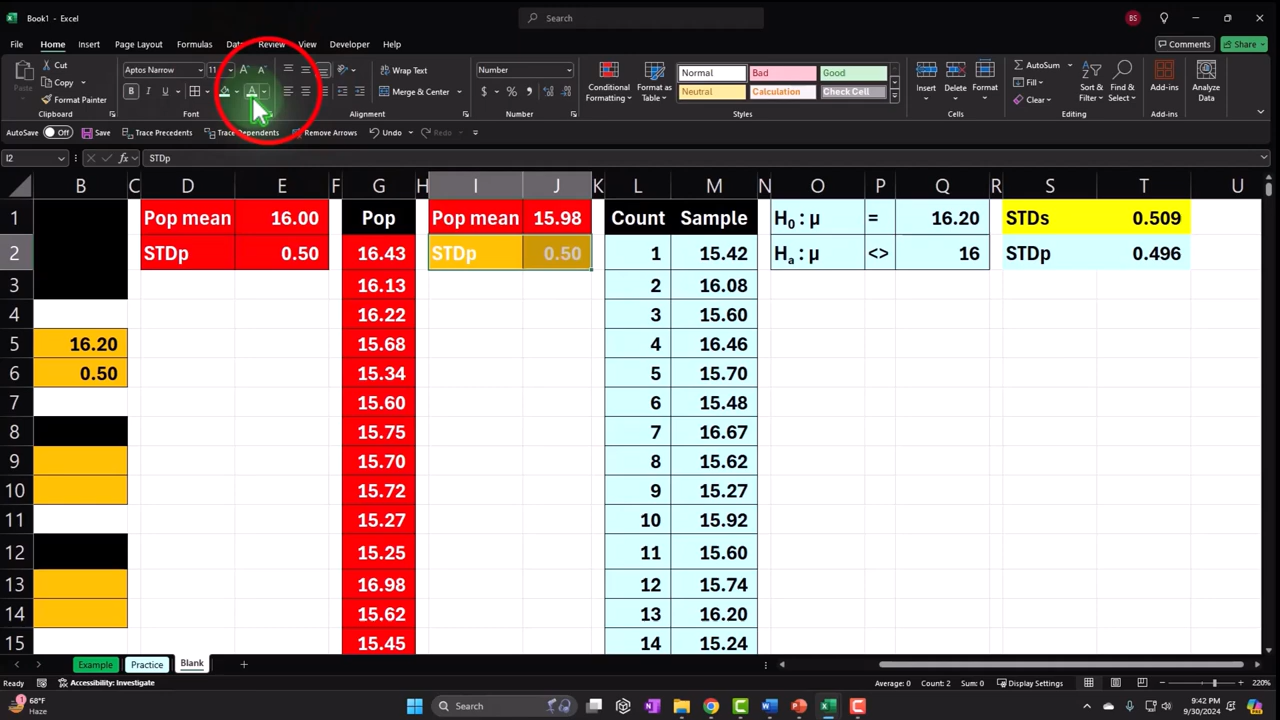 Book1 - Excel
Search
BS
File Home Insert Page Layout Formulas Data Review View Developer Help
Comments Share
Cut
Copy
Format Painter
Paste
Clipboard
Aptos Narrow 11
B I U
Font
Wrap Text
Merge & Center
Alignment
Number
Number
Conditional Formatting
Format as Table
Normal Bad Good
Neutral Calculation Check Cell
Styles
Insert Delete Format
Cells
AutoSum
Fill
Clear
Sort & Filter
Find & Select
Editing
Add-ins
Add-ins
Analyze Data
AutoSave Off Save Trace Precedents Trace Dependents Remove Arrows Undo Redo
I2 fx STDp
B C D E F G H I J K L M N O P Q R S T U
1 Pop mean 16.00 Pop Pop mean 15.98 Count Sample H0 : µ = 16.20 STDs 0.509
2 STDp 0.50 16.43 STDp 0.50 1 15.42 Ha : µ <> 16 STDp 0.496
3 16.13 2 16.08
4 16.22 3 15.60
5 16.20 15.68 4 16.46
6 0.50 15.34 5 15.70
7 15.60 6 15.48
8 15.75 7 16.67
9 15.70 8 15.62
10 15.72 9 15.27
11 15.27 10 15.92
12 15.25 11 15.60
13 16.98 12 15.74
14 15.62 13 16.20
15 15.45 14 15.24
Example Practice Blank
Ready Accessibility: Investigate Average: 0 Count: 2 Sum: 0 Display Settings 220%
68°F
Haze
Search
9:42 PM
9/30/2024